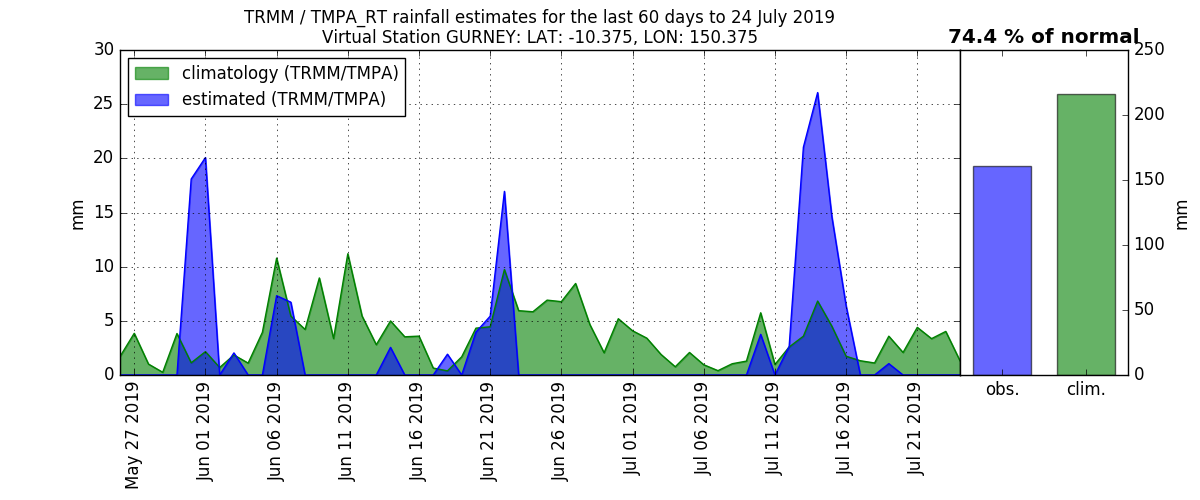 TRMM / TMPA_RT rainfall estimates for the last 60 days to 24 July 2019
Virtual Station GURNEY: LAT: -10.375, LON: 150.375
74.4 % of normal
climatology (TRMM/TMPA)
estimated (TRMM/TMPA)
30
25
20
15
10
5
0
mm
May 27 2019
Jun 01 2019
Jun 06 2019
Jun 11 2019
Jun 16 2019
Jun 21 2019
Jun 26 2019
Jul 01 2019
Jul 06 2019
Jul 11 2019
Jul 16 2019
Jul 21 2019
250
200
150
100
50
0
mm
obs.
clim.